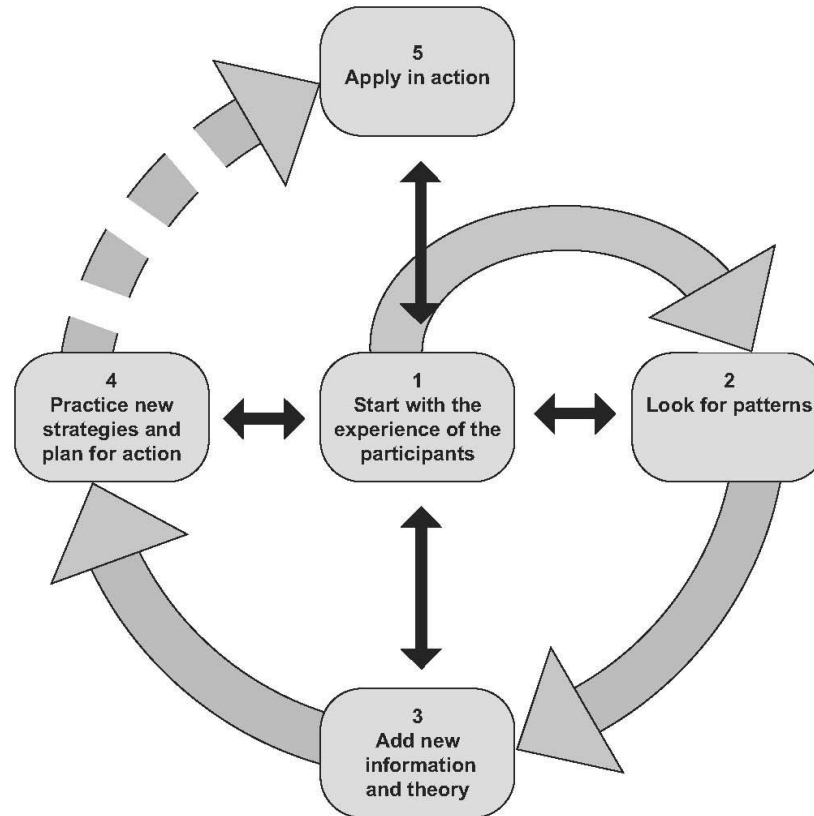 5
Apply in action
4
Practice new
strategies and
plan for action
1
Start with the
experience of the
participants
2
Look for patterns
3
Add new
information
and theory